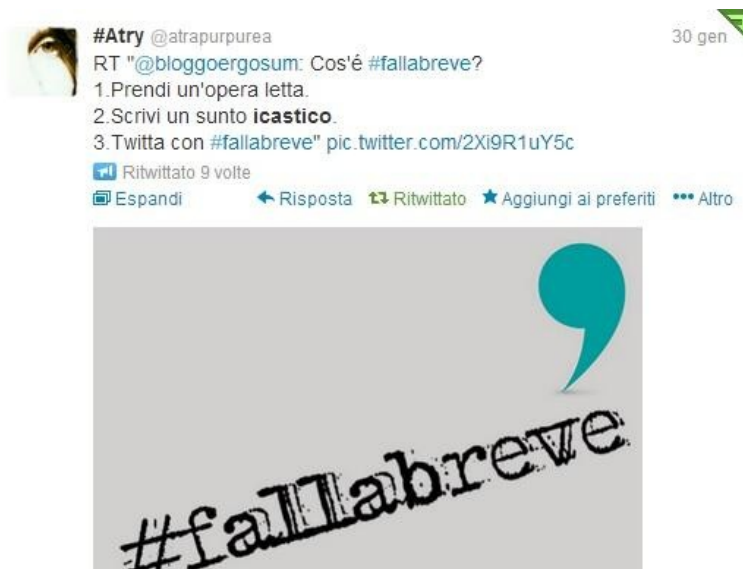 #Atry @atrapurpurea 30 gen
RT "@bloggoergosum: Cos'é #fallabreve?
1.Prendi un'opera letta.
2.Scrivi un sunto icastico.
3.Twitta con #fallabreve" pic.twitter.com/2Xi9R1uY5c
Ritwittato 9 volte
Espandi Risposta Ritwittato Aggiungi ai preferiti Altro
#fallabreve